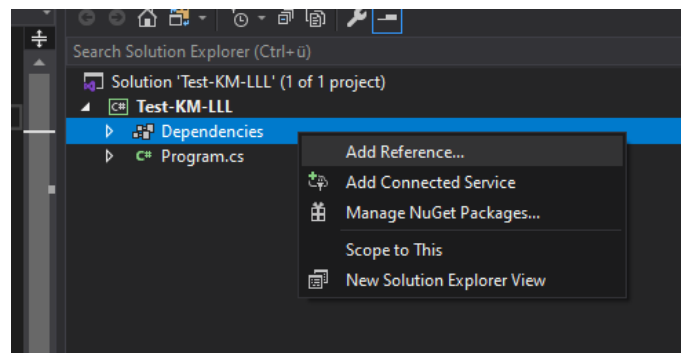 Search Solution Explorer (Ctrl+ü)
Solution 'Test-KM-LLL' (1 of 1 project)
C# Test-KM-LLL
Dependencies
C# Program.cs
Add Reference...
Add Connected Service
Manage NuGet Packages...
Scope to This
New Solution Explorer View